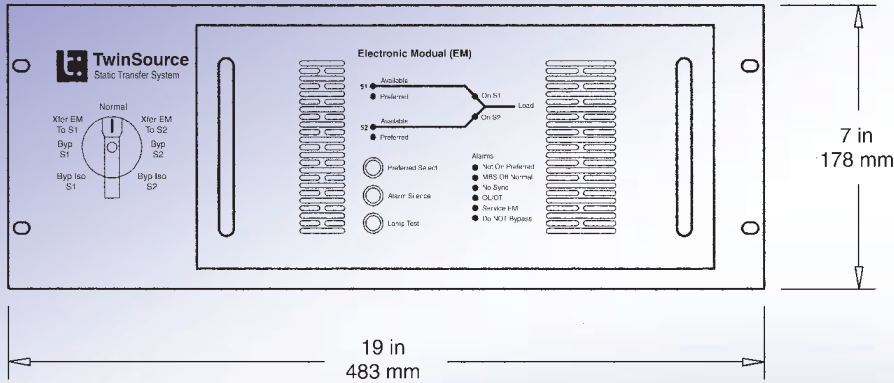 TwinSource
Static Transfer System
Normal
Xfer EM
To S1
Xfer EM
To S2
Byp
S1
Byp
S2
Byp Iso
S1
Byp Iso
S2
Electronic Modual (EM)
S1
Available
Preferred
On S1
Load
On S2
S2
Available
Preferred
Preferred Select
Alarm Silence
Lamp Test
Alarms
Not On Preferred
MBS Off Normal
No Sync
OL/OT
Service EM
Do NOT Bypass
7 in
178 mm
19 in
483 mm